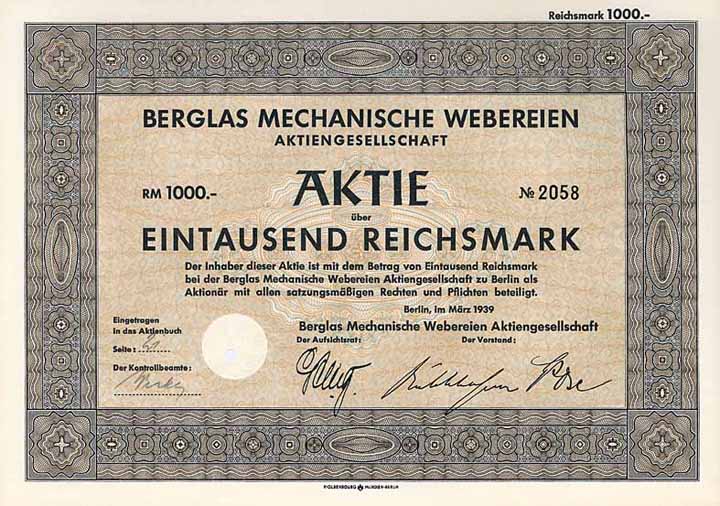 Reichsmark 1000.-
BERGLAS MECHANISCHE WEBEREIEN
AKTIENGESELLSCHAFT
RM 1000.- AKTIE № 2058
über
EINTAUSEND REICHSMARK
Der Inhaber dieser Aktie ist mit dem Betrag von Eintausend Reichsmark
bei der Berglas Mechanische Webereien Aktiengesellschaft zu Berlin als
Aktionär mit allen satzungsmäßigen Rechten und Pflichten beteiligt.
Berlin, im März 1939
Eingetragen
in das Aktienbuch
Seite:
Der Kontrollbeamte:
Berglas Mechanische Webereien Aktiengesellschaft
Der Aufsichtsrat: Der Vorstand: